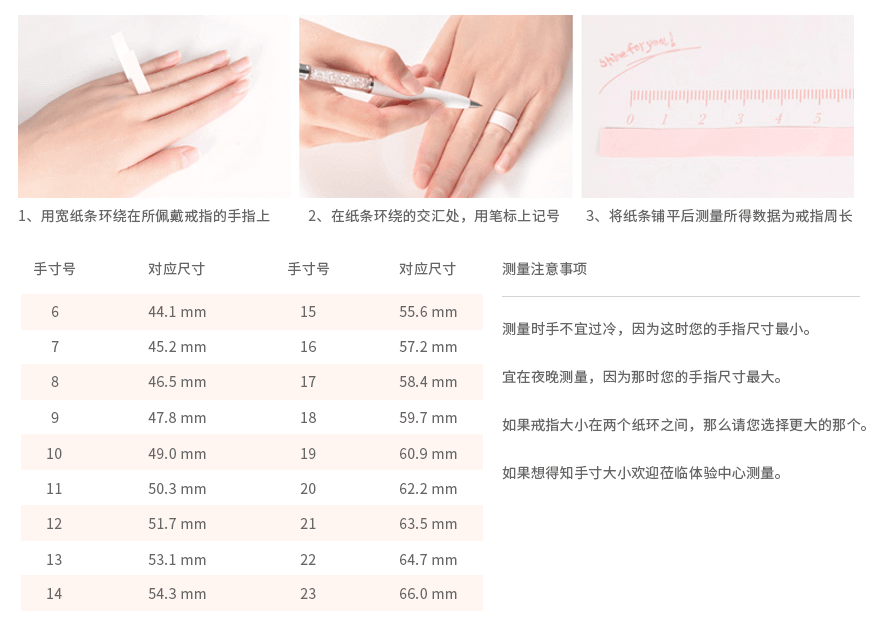 Shine for you!
0 1 2 3 4 5
1、用宽纸条环绕在所佩戴戒指的手指上
2、在纸条环绕的交汇处，用笔标上记号
3、将纸条铺平后测量所得数据为戒指周长
手寸号 对应尺寸 手寸号 对应尺寸
6 44.1 mm 15 55.6 mm
7 45.2 mm 16 57.2 mm
8 46.5 mm 17 58.4 mm
9 47.8 mm 18 59.7 mm
10 49.0 mm 19 60.9 mm
11 50.3 mm 20 62.2 mm
12 51.7 mm 21 63.5 mm
13 53.1 mm 22 64.7 mm
14 54.3 mm 23 66.0 mm
测量注意事项
测量时手不宜过冷，因为这时您的手指尺寸最小。
宜在夜晚测量，因为那时您的手指尺寸最大。
如果戒指大小在两个纸环之间，那么请您选择更大的那个。
如果想得知手寸大小欢迎莅临体验中心测量。